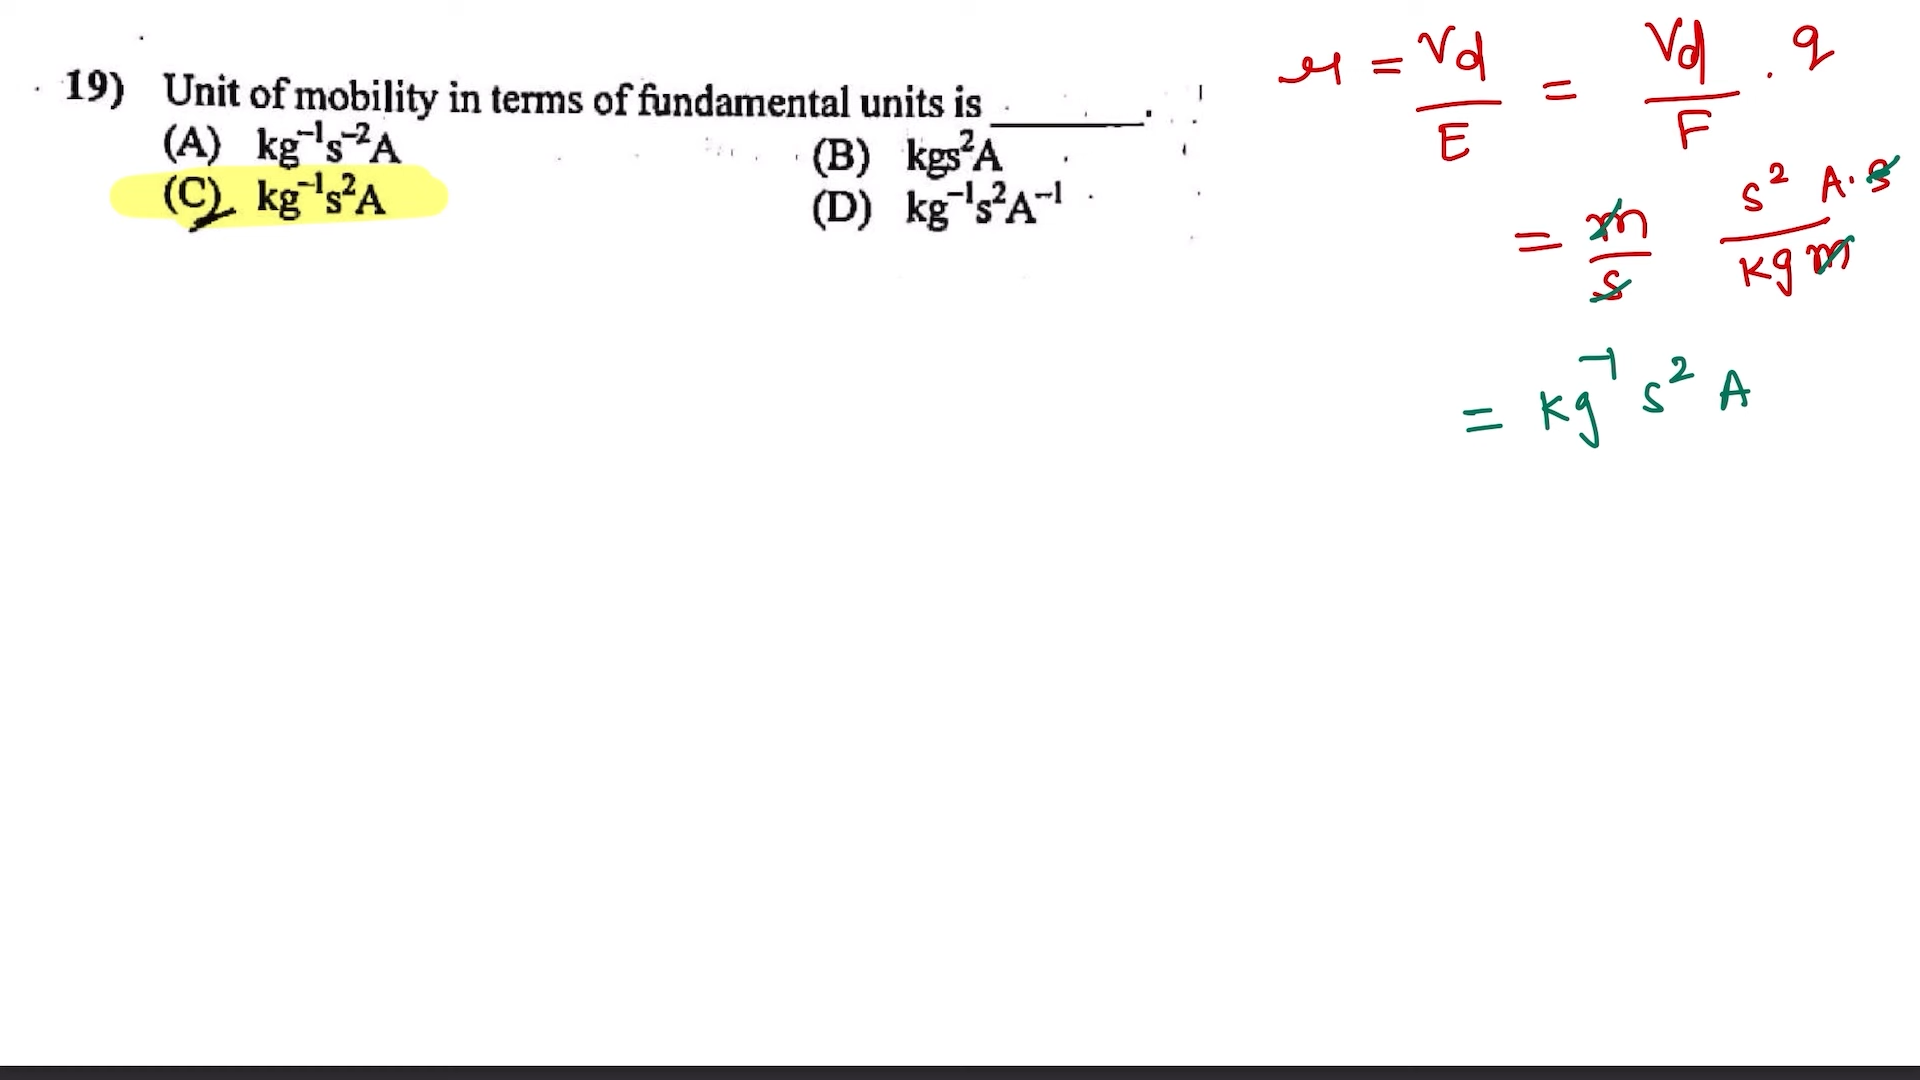 19) Unit of mobility in terms of fundamental units is ______.
(A) kg⁻¹s⁻²A (B) kgs²A
(C) kg⁻¹s²A (D) kg⁻¹s²A⁻¹
μ = Vd/E = Vd/F . q
= m/s s² A.s/kg m
= kg⁻¹ s² A